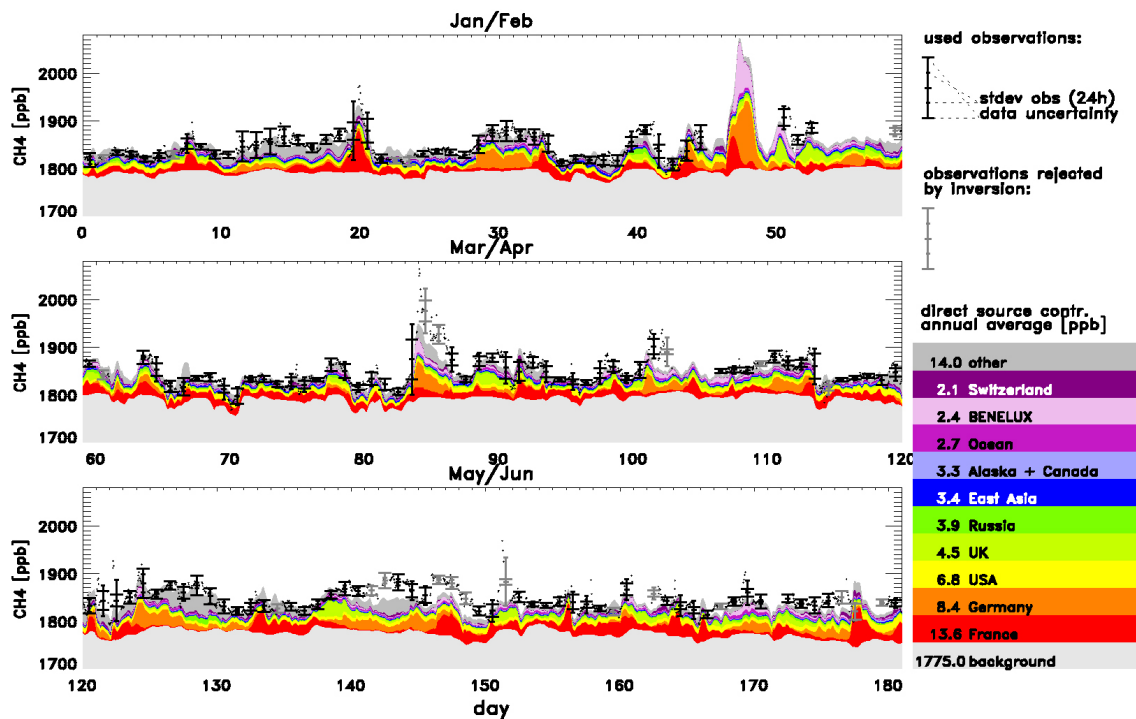 Jan/Feb
CH4 [ppb]
2000
1900
1800
1700
0
10
20
30
40
50
Mar/Apr
CH4 [ppb]
2000
1900
1800
1700
60
70
80
90
100
110
120
May/Jun
CH4 [ppb]
2000
1900
1800
1700
120
130
140
150
160
170
180
day
used observations:
stdev obs (24h)
data uncertainty
observations rejected
by inversion:
direct source contr.
annual average [ppb]
14.0 other
2.1 Switzerland
2.4 BENELUX
2.7 Ocean
3.3 Alaska + Canada
3.4 East Asia
3.9 Russia
4.5 UK
6.8 USA
8.4 Germany
13.6 France
1775.0 background